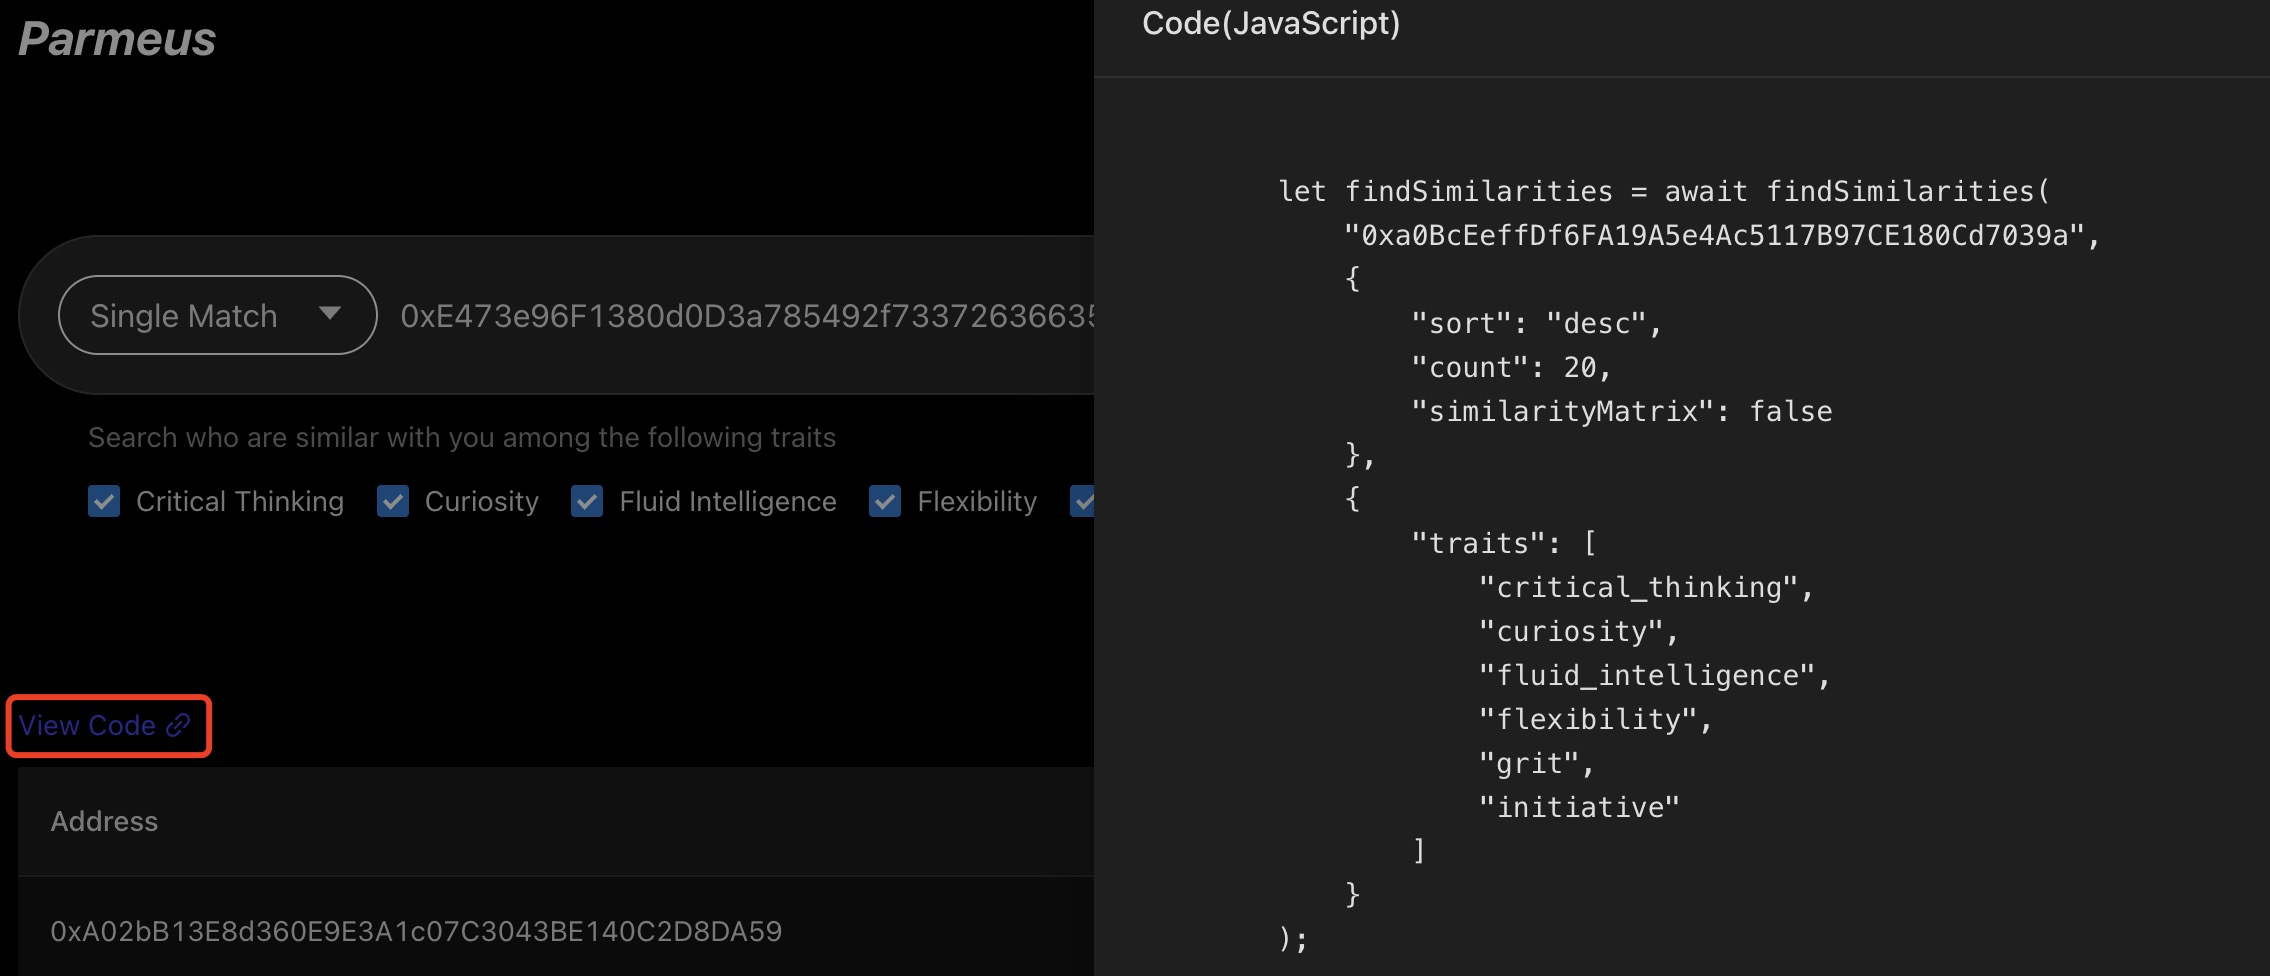 Parmeus
Single Match
0xE473e96F1380d0D3a785492f73372636635
Search who are similar with you among the following traits
Critical Thinking Curiosity Fluid Intelligence Flexibility
View Code
Address
0xA02bB13E8d360E9E3A1c07C3043BE140C2D8DA59
Code(JavaScript)
let findSimilarities = await findSimilarities(
"0xa0BcEeffDf6FA19A5e4Ac5117B97CE180Cd7039a",
{
"sort": "desc",
"count": 20,
"similarityMatrix": false
},
{
"traits": [
"critical_thinking",
"curiosity",
"fluid_intelligence",
"flexibility",
"grit",
"initiative"
]
}
);